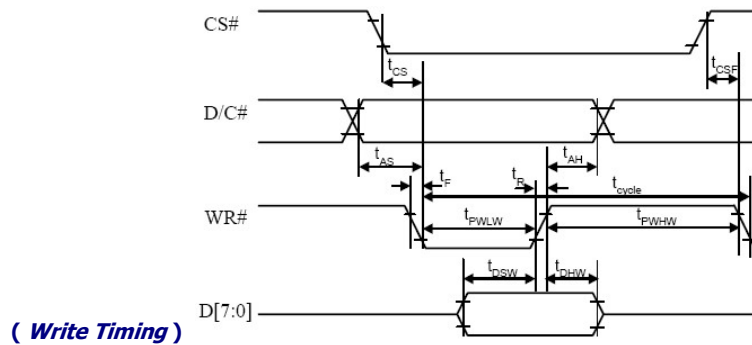 CS#
tCS
tCSF
D/C#
tAS
tAH
tF
tR
tcycle
WR#
tPWLW
tPWHW
tDSW
tDHW
D[7:0]
( Write Timing )